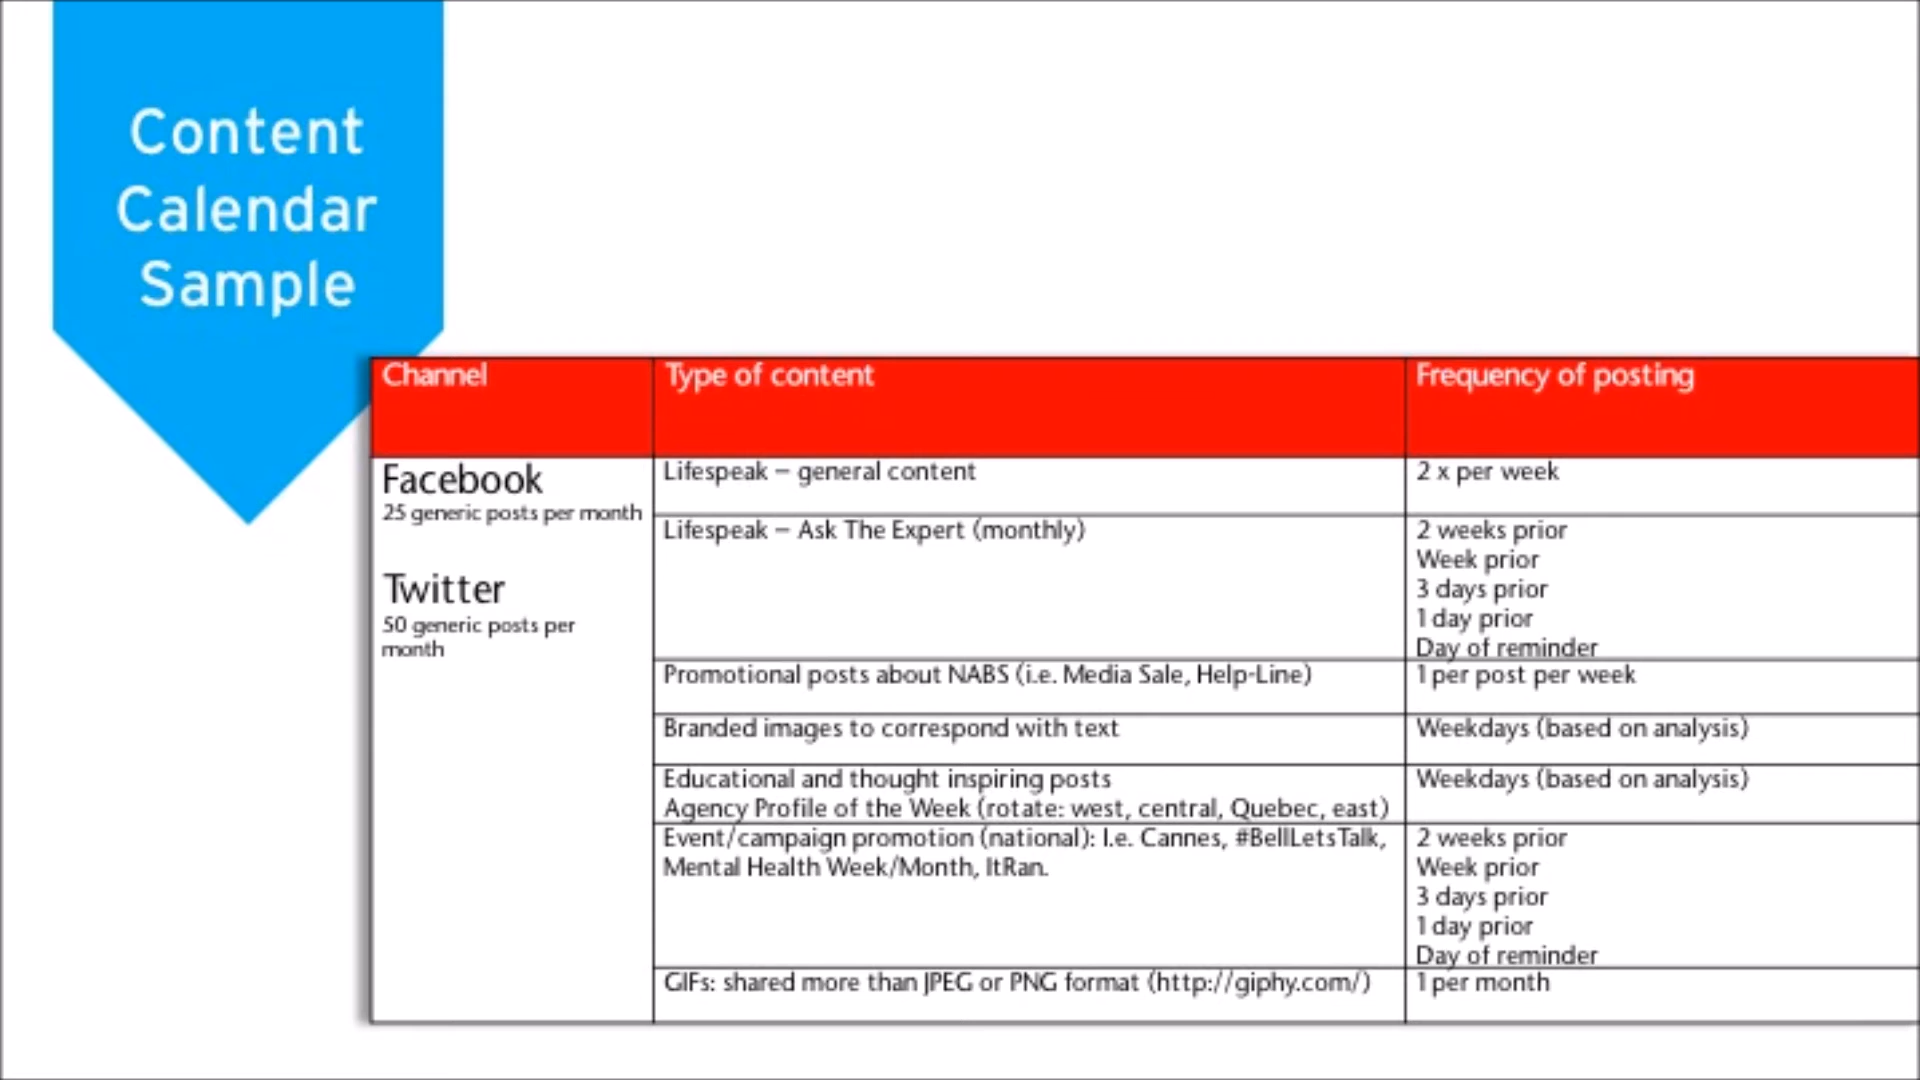 Content
Calendar
Sample
Channel
Type of content
Frequency of posting
Facebook
25 generic posts per month
Twitter
50 generic posts per
month
Lifespeak – general content
2 x per week
Lifespeak – Ask The Expert (monthly)
2 weeks prior
Week prior
3 days prior
1 day prior
Day of reminder
Promotional posts about NABS (i.e. Media Sale, Help-Line)
1 per post per week
Branded images to correspond with text
Weekdays (based on analysis)
Educational and thought inspiring posts
Agency Profile of the Week (rotate: west, central, Quebec, east)
Weekdays (based on analysis)
Event/campaign promotion (national): I.e. Cannes, #BellLetsTalk,
Mental Health Week/Month, ItRan.
2 weeks prior
Week prior
3 days prior
1 day prior
Day of reminder
GIFs: shared more than JPEG or PNG format (http://giphy.com/)
1 per month